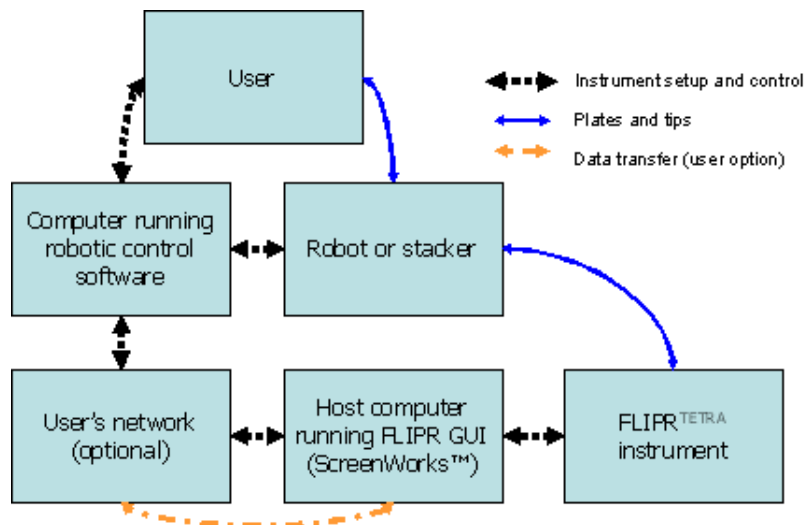 User
Instrument setup and control
Plates and tips
Data transfer (user option)
Computer running
robotic control
software
Robot or stacker
User's network
(optional)
Host computer
running FLIPR GUI
(ScreenWorks™)
FLIPRTETRA
instrument